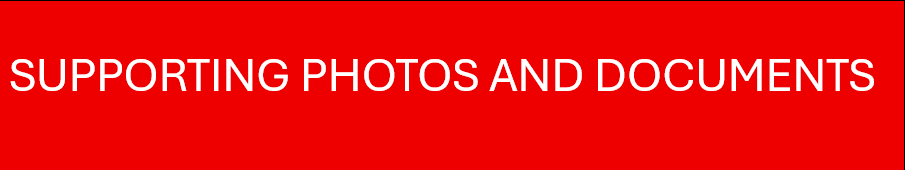 SUPPORTING PHOTOS AND DOCUMENTS